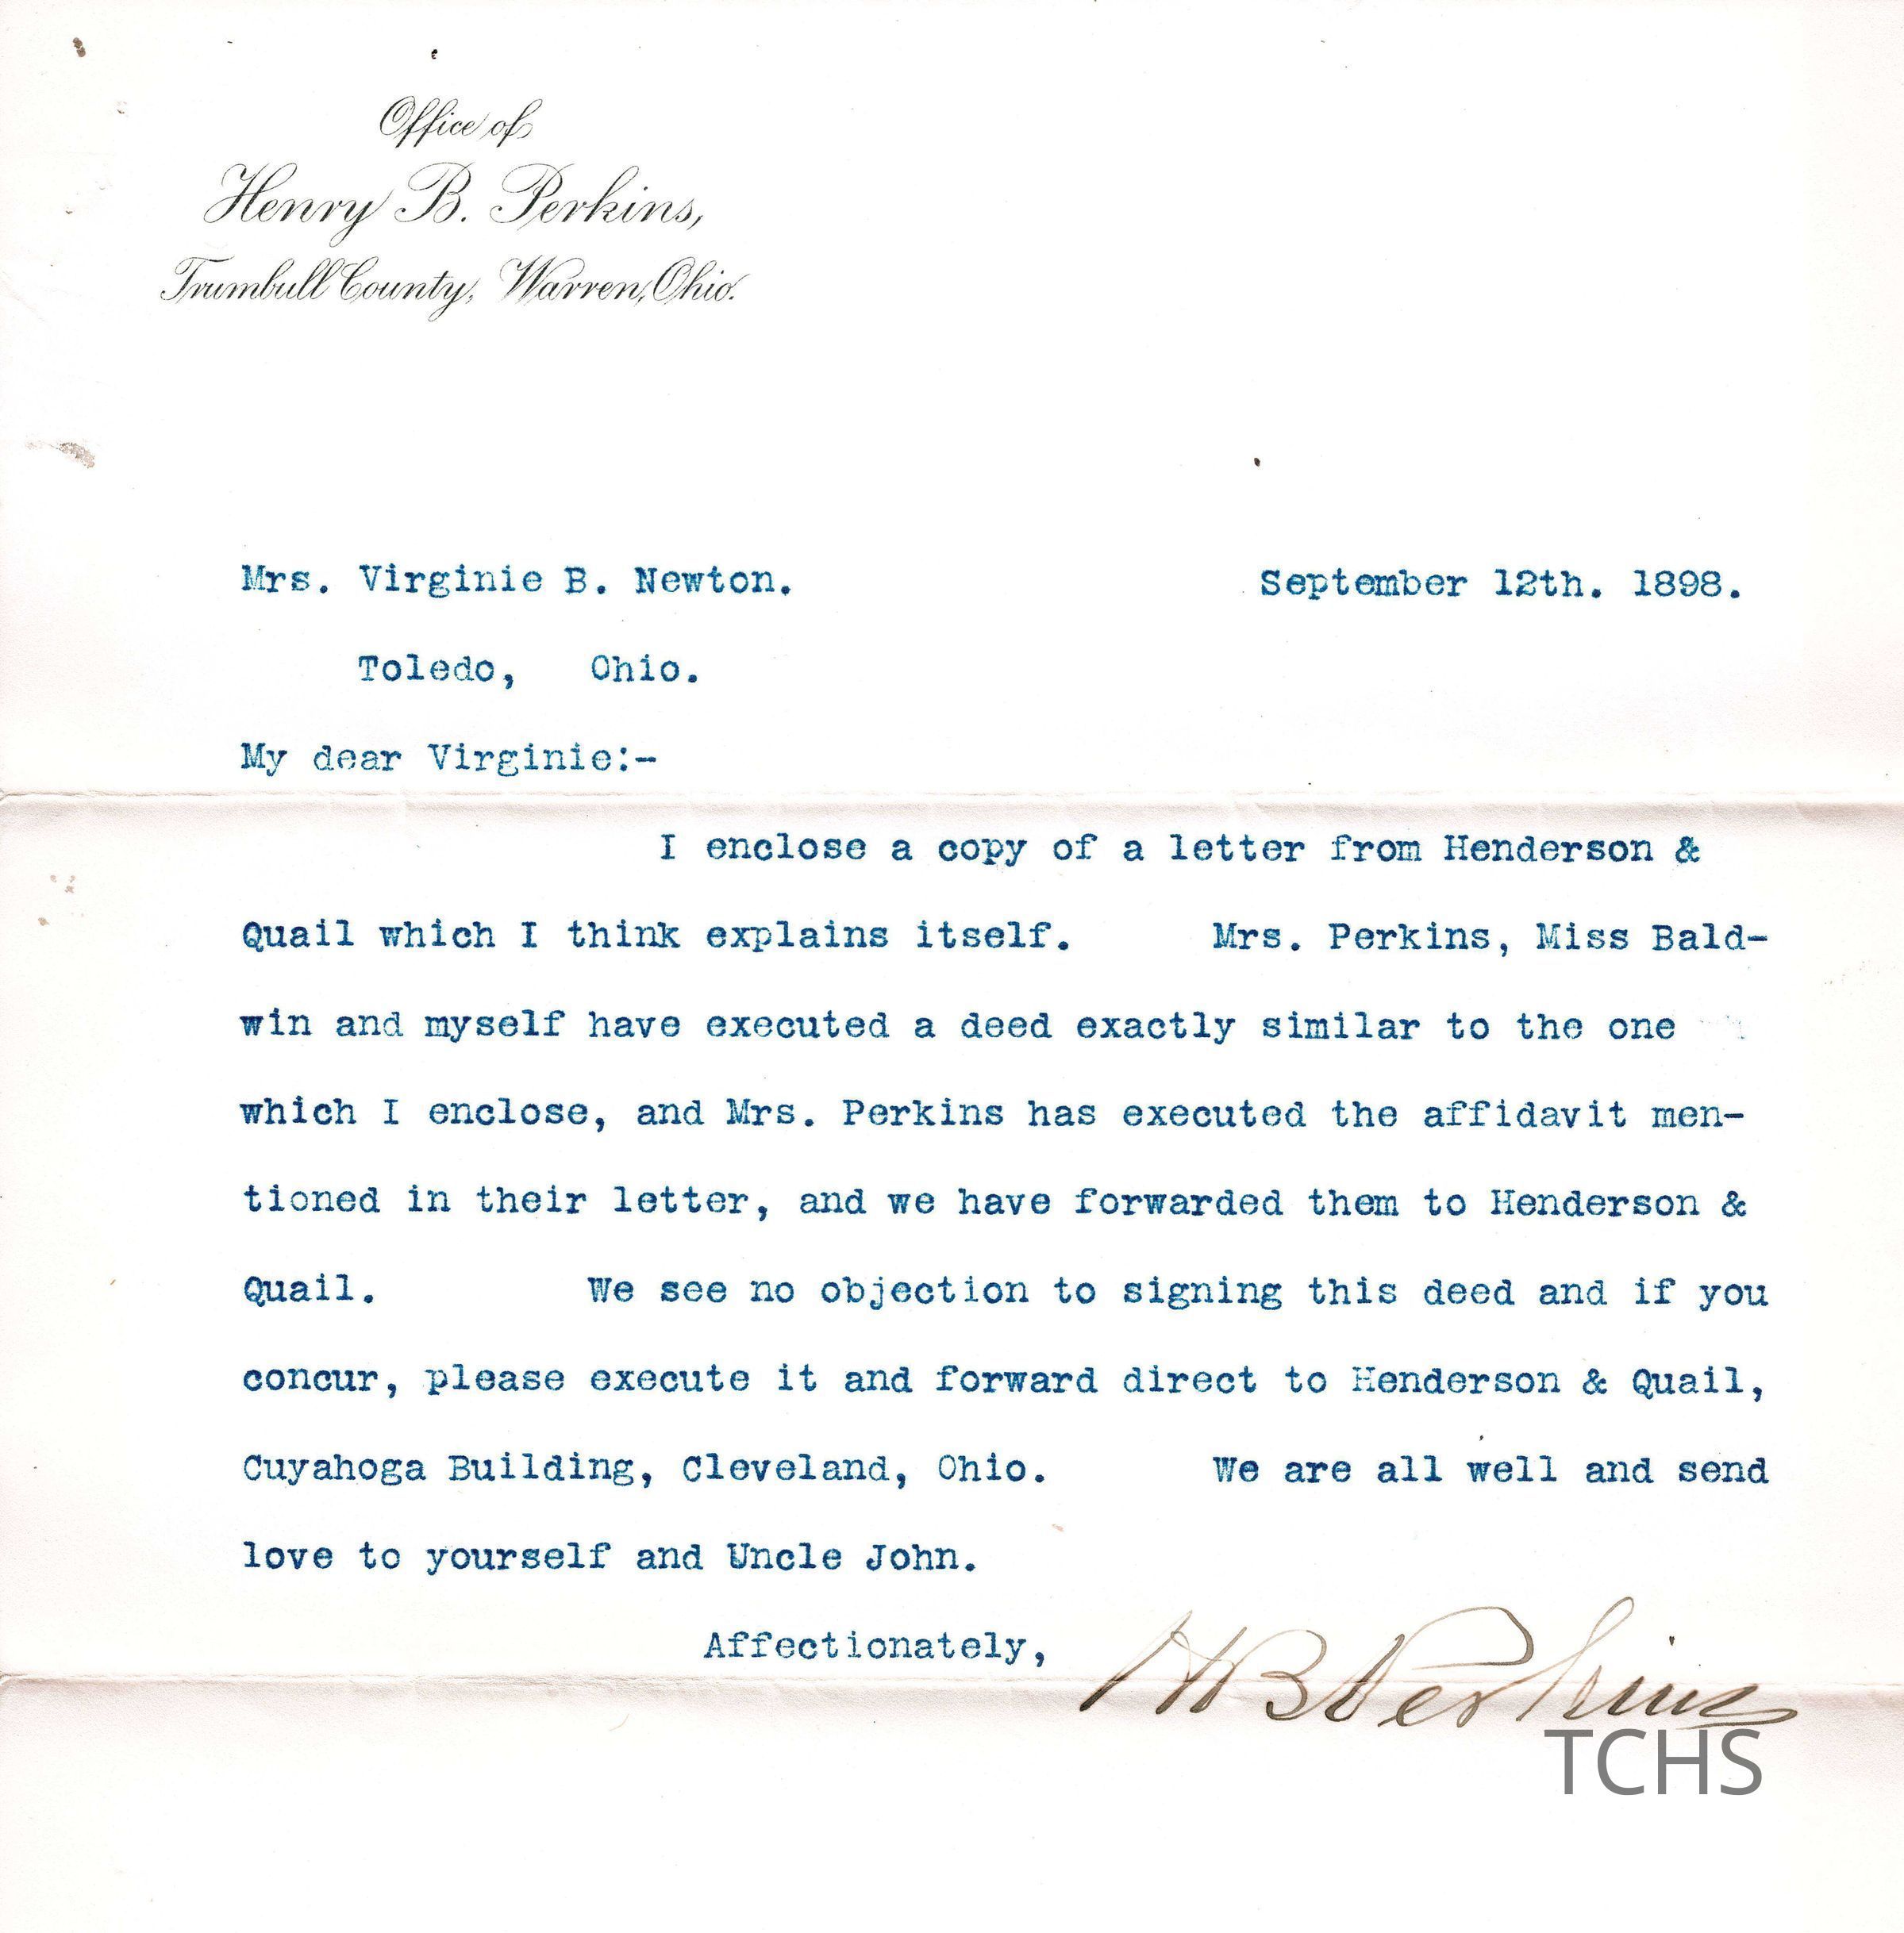 Office of
Henry B. Perkins,
Trumbull County, Warren, Ohio.
Mrs. Virginie B. Newton. September 12th. 1898.
Toledo, Ohio.
My dear Virginie:-
I enclose a copy of a letter from Henderson &
Quail which I think explains itself. Mrs. Perkins, Miss Bald-
win and myself have executed a deed exactly similar to the one
which I enclose, and Mrs. Perkins has executed the affidavit men-
tioned in their letter, and we have forwarded them to Henderson &
Quail. We see no objection to signing this deed and if you
concur, please execute it and forward direct to Henderson & Quail,
Cuyahoga Building, Cleveland, Ohio. We are all well and send
love to yourself and Uncle John.
Affectionately, H B Perkins
TCHS